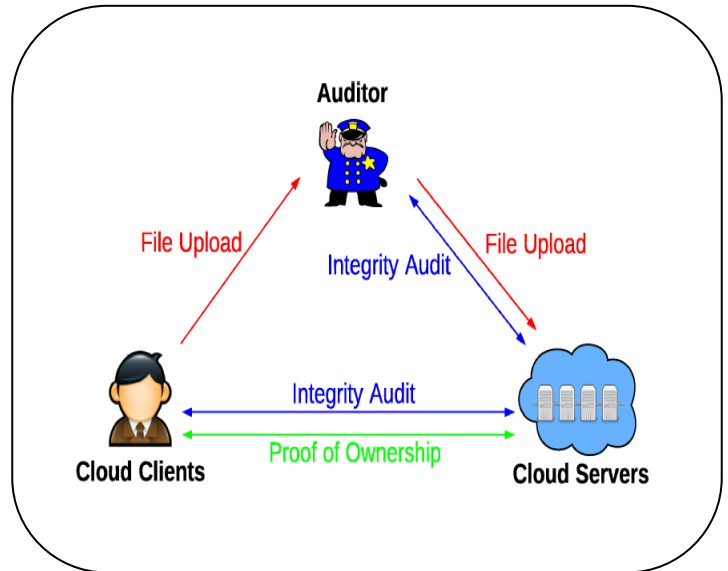 Auditor
File Upload
File Upload
Integrity Audit
Integrity Audit
Proof of Ownership
Cloud Clients
Cloud Servers